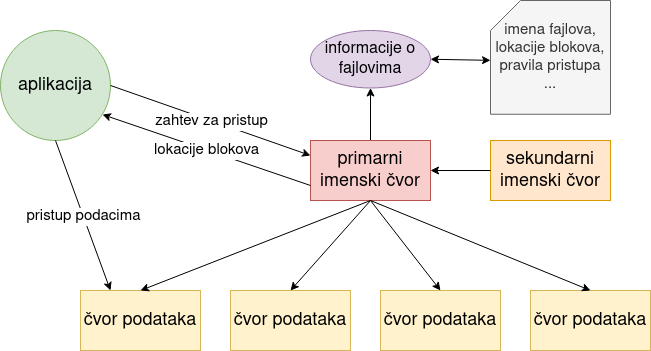 aplikacija
informacije o
fajlovima
imena fajlova,
lokacije blokova,
pravila pristupa
...
zahtev za pristup
lokacije blokova
primarni
imenski čvor
sekundarni
imenski čvor
pristup podacima
čvor podataka
čvor podataka
čvor podataka
čvor podataka